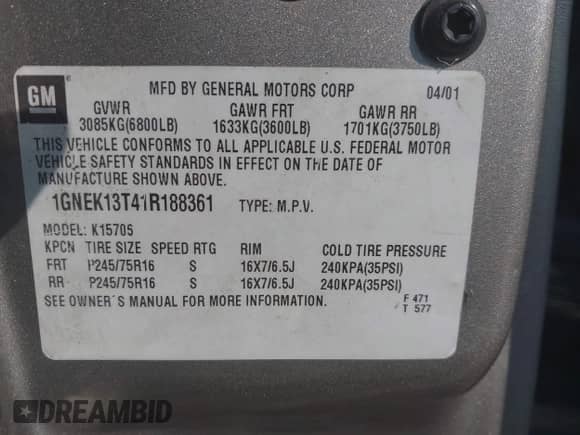 GM
MFD BY GENERAL MOTORS CORP 04/01
GVWR GAWR FRT GAWR RR
3085KG(6800LB) 1633KG(3600LB) 1701KG(3750LB)
THIS VEHICLE CONFORMS TO ALL APPLICABLE U.S. FEDERAL MOTOR
VEHICLE SAFETY STANDARDS IN EFFECT ON THE DATE OF
MANUFACTURE SHOWN ABOVE.
1GNEK13T41R188361 TYPE: M.P.V.
MODEL: K15705
KPCN TIRE SIZE SPEED RTG RIM COLD TIRE PRESSURE
FRT P245/75R16 S 16X7/6.5J 240KPA(35PSI)
RR P245/75R16 S 16X7/6.5J 240KPA(35PSI)
SEE OWNER'S MANUAL FOR MORE INFORMATION.
F 471
T 577
DREAMBID